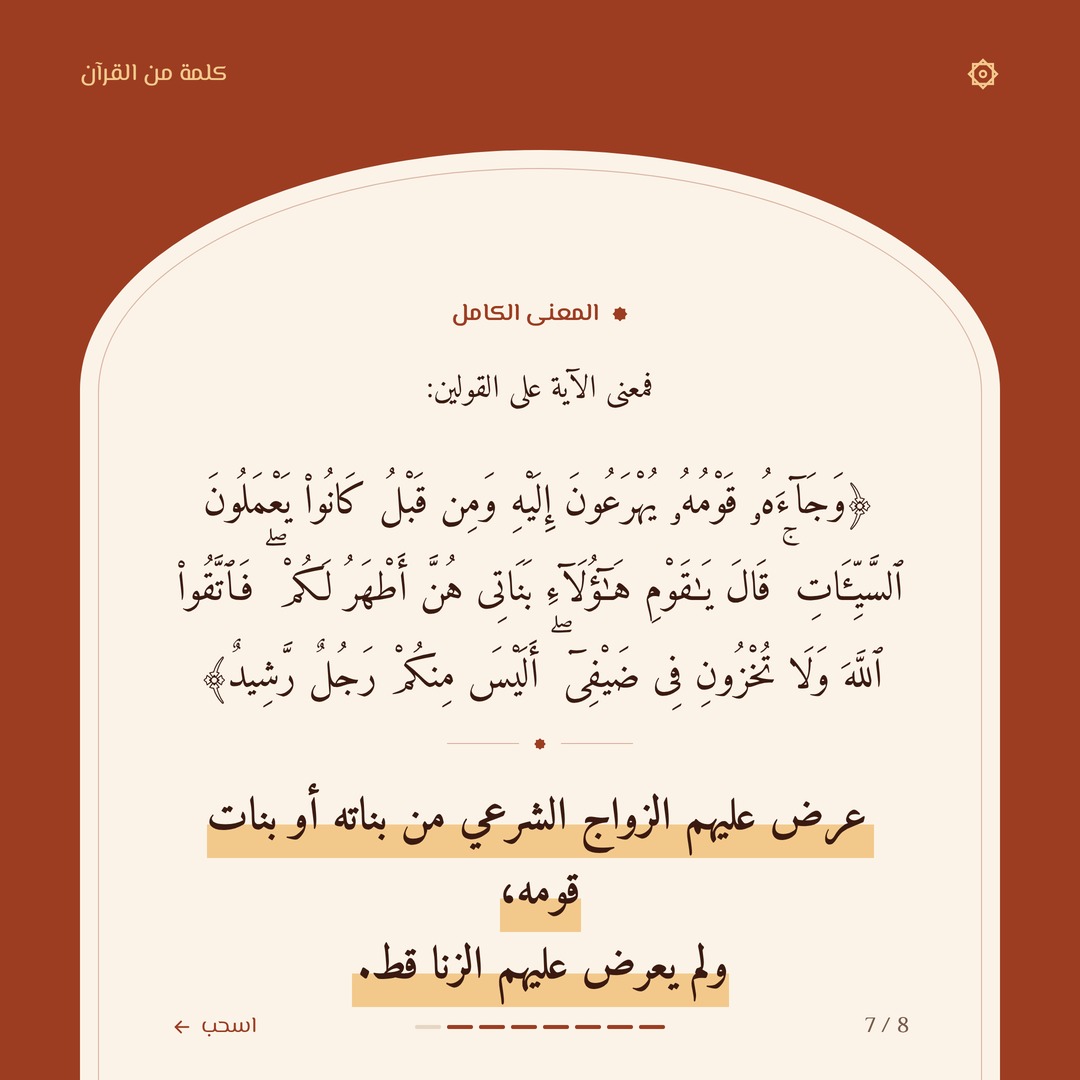 كلمة من القرآن
المعنى الكامل
فمعنى الآية على القولين:
﴿وَجَآءَهُۥ قَوْمُهُۥ يُهْرَعُونَ إِلَيْهِ وَمِن قَبْلُ كَانُوا۟ يَعْمَلُونَ
ٱلسَّيِّـَٔاتِ ۚ قَالَ يَـٰقَوْمِ هَـٰٓؤُلَآءِ بَنَاتِى هُنَّ أَطْهَرُ لَكُمْ ۖ فَٱتَّقُوا۟
ٱللَّهَ وَلَا تُخْزُونِ فِى ضَيْفِىٓ ۖ أَلَيْسَ مِنكُمْ رَجُلٌ رَّشِيدٌ﴾
عرض عليهم الزواج الشرعي من بناته أو بنات
قومه،
ولم يعرض عليهم الزنا قط.
7 / 8
اسحب ←